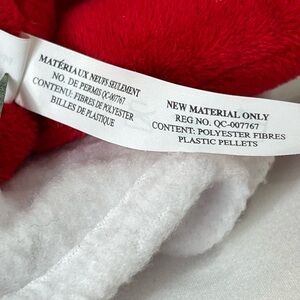 MATÉRIAUX NEUFS SEULEMENT
NO. DE PERMIS QC-007767
CONTENU: FIBRES DE POLYESTER
BILLES DE PLASTIQUE
NEW MATERIAL ONLY
REG NO. QC-007767
CONTENT: POLYESTER FIBRES
PLASTIC PELLETS